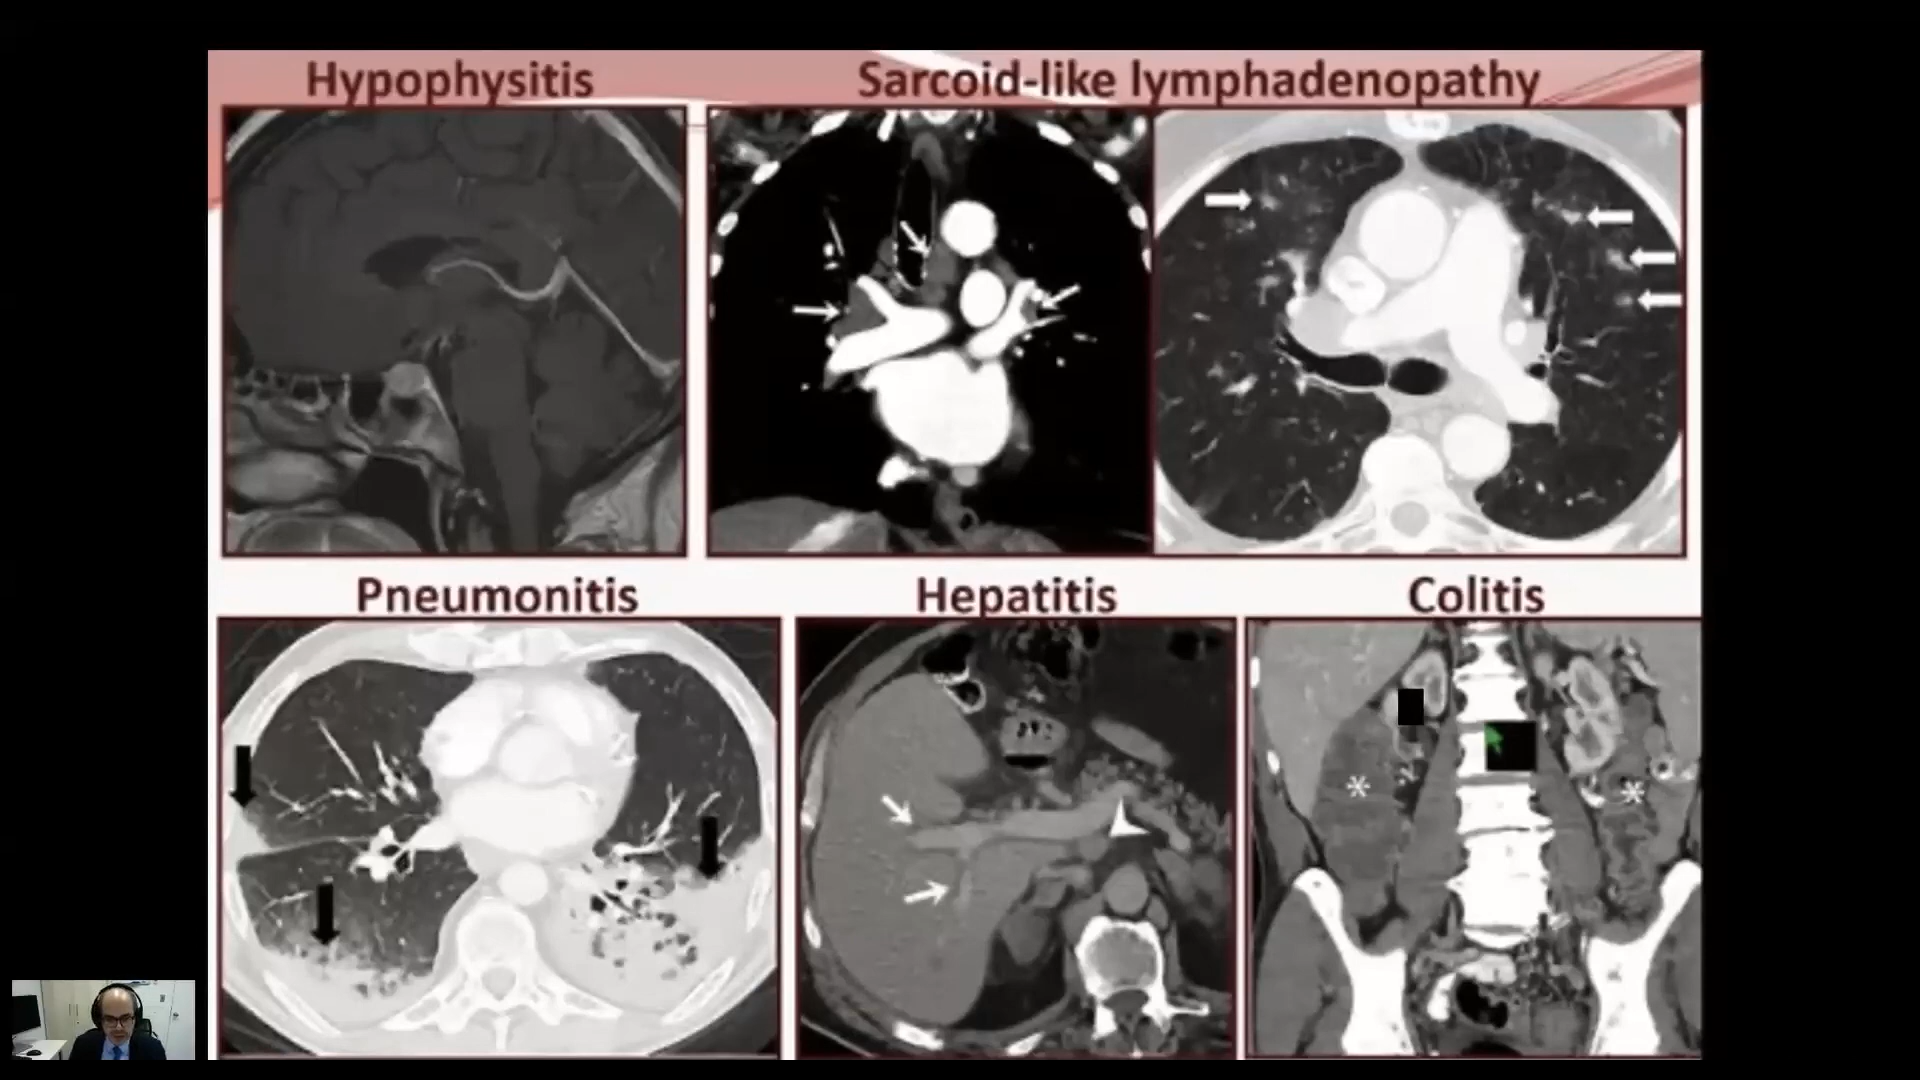 Hypophysitis
Sarcoid-like lymphadenopathy
Pneumonitis
Hepatitis
Colitis